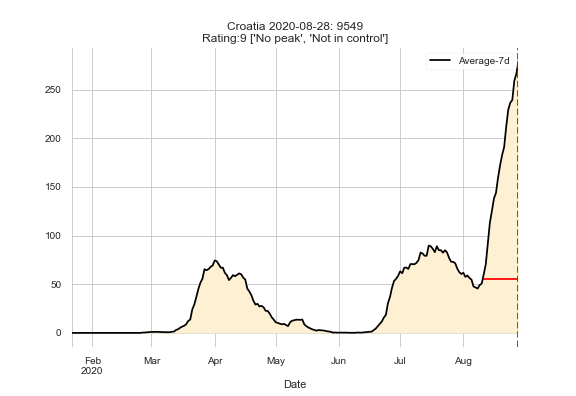 Croatia 2020-08-28: 9549
Rating:9 ['No peak', 'Not in control']
Average-7d
250
200
150
100
50
0
Feb
2020
Mar
Apr
May
Jun
Jul
Aug
Date